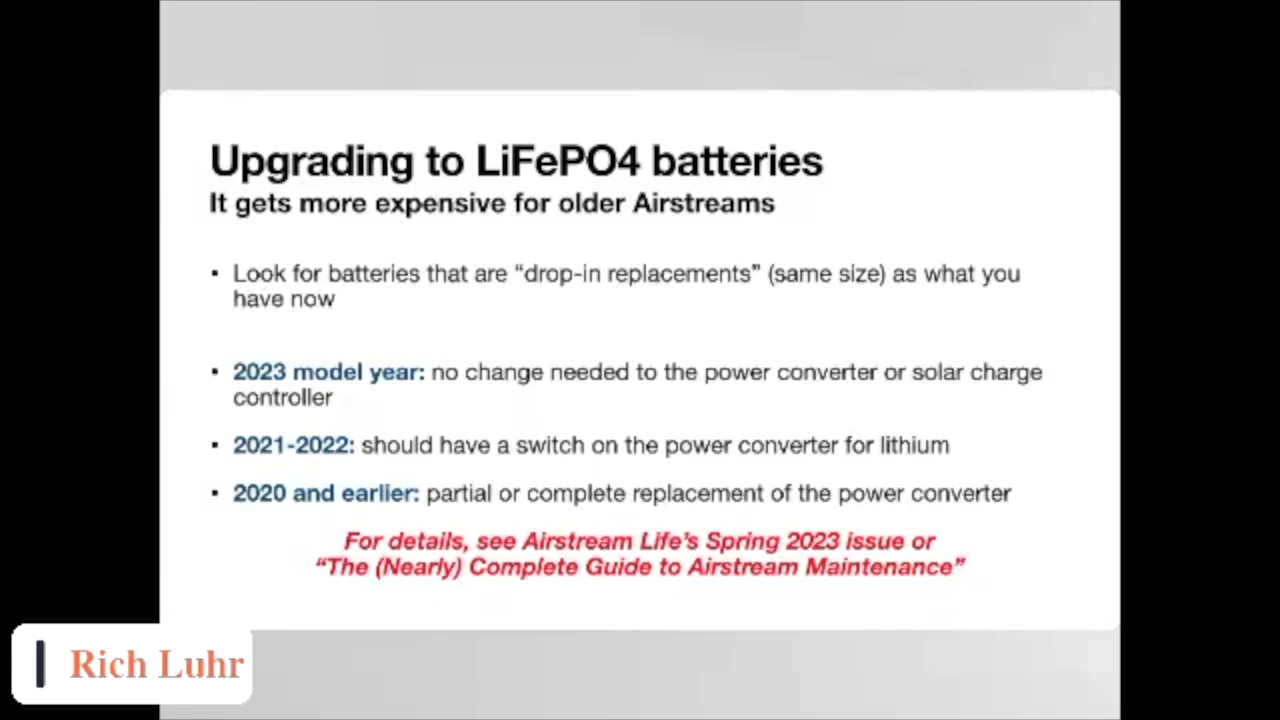 Upgrading to LiFePO4 batteries
It gets more expensive for older Airstreams
▪ Look for batteries that are “drop-in replacements” (same size) as what you
have now
▪ 2023 model year: no change needed to the power converter or solar charge
controller
▪ 2021-2022: should have a switch on the power converter for lithium
▪ 2020 and earlier: partial or complete replacement of the power converter
For details, see Airstream Life’s Spring 2023 issue or
“The (Nearly) Complete Guide to Airstream Maintenance”
Rich Luhr